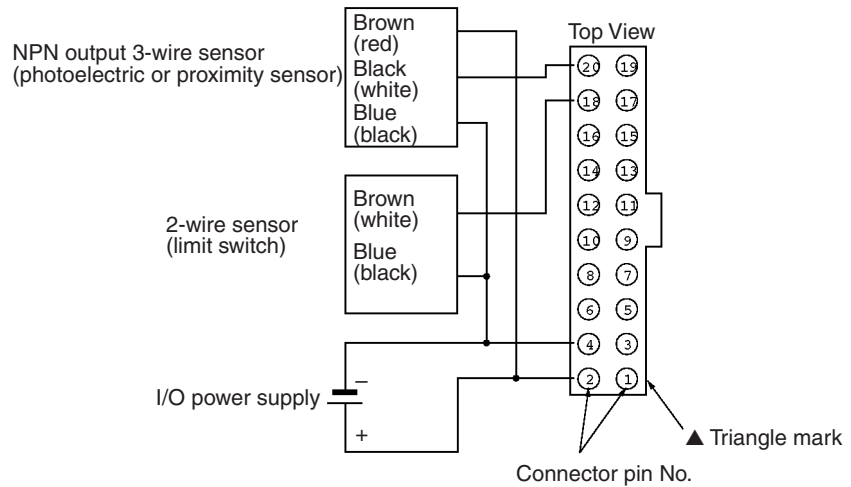 NPN output 3-wire sensor
(photoelectric or proximity sensor)
Brown
(red)
Black
(white)
Blue
(black)
2-wire sensor
(limit switch)
Brown
(white)
Blue
(black)
I/O power supply
–
+
Top View
20 19
18 17
16 15
14 13
12 11
10 9
8 7
6 5
4 3
2 1
▲ Triangle mark
Connector pin No.